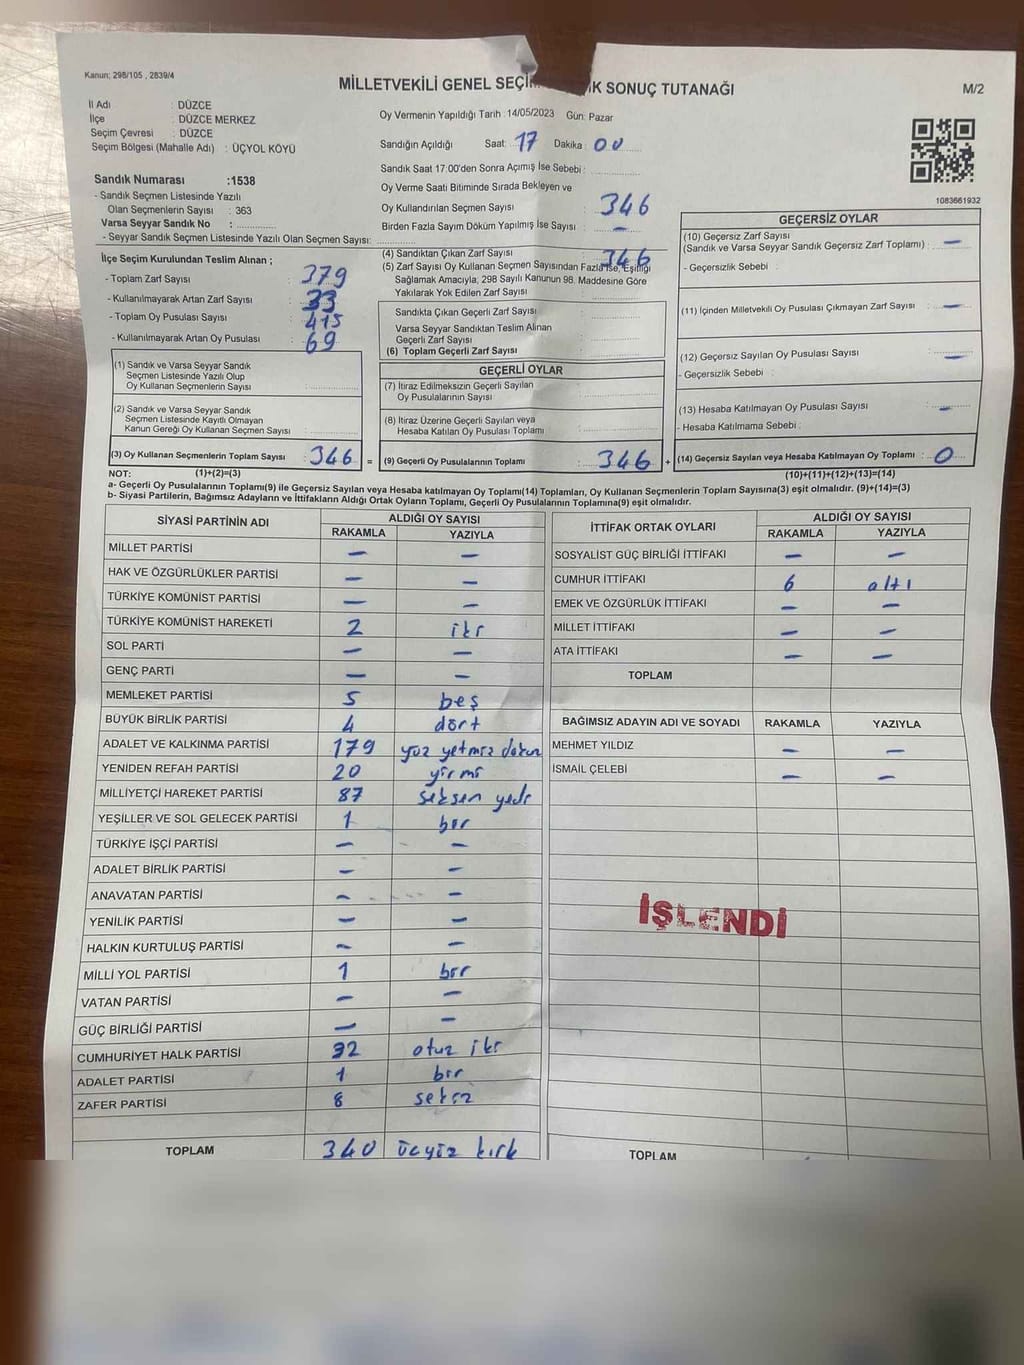 Kanun: 298/105 , 2839/4
MİLLETVEKİLİ GENEL SEÇİ IK SONUÇ TUTANAĞI
M/2
İl Adı : DÜZCE
İlçe : DÜZCE MERKEZ
Seçim Çevresi : DÜZCE
Seçim Bölgesi (Mahalle Adı) : ÜÇYOL KÖYÜ
Sandık Numarası :1538
- Sandık Seçmen Listesinde Yazılı
Olan Seçmenlerin Sayısı : 363
Varsa Seyyar Sandık No :
- Seyyar Sandık Seçmen Listesinde Yazılı Olan Seçmen Sayısı:
Oy Vermenin Yapıldığı Tarih : 14/05/2023 Gün: Pazar
Sandığın Açıldığı Saat: 17 Dakika : 00
Sandık Saat 17:00'den Sonra Açımış İse Sebebi :
Oy Verme Saati Bitiminde Sırada Bekleyen ve
Oy Kullandırılan Seçmen Sayısı 346
Birden Fazla Sayım Döküm Yapılmış İse Sayısı : –
1083661932
İlçe Seçim Kurulundan Teslim Alınan ;
- Toplam Zarf Sayısı : 379
- Kullanılmayarak Artan Zarf Sayısı : 33
- Toplam Oy Pusulası Sayısı : 415
- Kullanılmayarak Artan Oy Pusulası : 69
(1) Sandık ve Varsa Seyyar Sandık
Seçmen Listesinde Yazılı Olup
Oy Kullanan Seçmenlerin Sayısı :
(2) Sandık ve Varsa Seyyar Sandık
Seçmen Listesinde Kayıtlı Olmayan
Kanun Gereği Oy Kullanan Seçmen Sayısı :
(3) Oy Kullanan Seçmenlerin Toplam Sayısı : 346 =
(4) Sandıktan Çıkan Zarf Sayısı : 346
(5) Zarf Sayısı Oy Kullanan Seçmen Sayısından Fazla İse, Eşitliği
Sağlamak Amacıyla, 298 Sayılı Kanunun 98. Maddesine Göre
Yakılarak Yok Edilen Zarf Sayısı :
Sandıkta Çıkan Geçerli Zarf Sayısı :
Varsa Seyyar Sandıktan Teslim Alınan
Geçerli Zarf Sayısı :
(6) Toplam Geçerli Zarf Sayısı :
GEÇERLİ OYLAR
(7) İtiraz Edilmeksizin Geçerli Sayılan
Oy Pusulalarının Sayısı :
(8) İtiraz Üzerine Geçerli Sayılan veya
Hesaba Katılan Oy Pusulası Toplamı :
(9) Geçerli Oy Pusulalarının Toplamı : 346 +
GEÇERSİZ OYLAR
(10) Geçersiz Zarf Sayısı
(Sandık ve Varsa Seyyar Sandık Geçersiz Zarf Toplamı) : –
- Geçersizlik Sebebi :
(11) İçinden Milletvekili Oy Pusulası Çıkmayan Zarf Sayısı : –
(12) Geçersiz Sayılan Oy Pusulası Sayısı : –
- Geçersizlik Sebebi :
(13) Hesaba Katılmayan Oy Pusulası Sayısı : –
- Hesaba Katılmama Sebebi :
(14) Geçersiz Sayılan veya Hesaba Katılmayan Oy Toplamı : 0
NOT: (1)+(2)=(3) (10)+(11)+(12)+(13)=(14)
a- Geçerli Oy Pusulalarının Toplamı(9) ile Geçersiz Sayılan veya Hesaba katılmayan Oy Toplamı(14) Toplamları, Oy Kullanan Seçmenlerin Toplam Sayısına(3) eşit olmalıdır. (9)+(14)=(3)
b- Siyasi Partilerin, Bağımsız Adayların ve İttifakların Aldığı Ortak Oyların Toplamı, Geçerli Oy Pusulalarının Toplamına(9) eşit olmalıdır.
SİYASİ PARTİNİN ADI ALDIĞI OY SAYISI
RAKAMLA YAZIYLA
MİLLET PARTİSİ – –
HAK VE ÖZGÜRLÜKLER PARTİSİ – –
TÜRKİYE KOMÜNİST PARTİSİ – –
TÜRKİYE KOMÜNİST HAREKETİ 2 iki
SOL PARTİ – –
GENÇ PARTİ – –
MEMLEKET PARTİSİ 5 beş
BÜYÜK BİRLİK PARTİSİ 4 dört
ADALET VE KALKINMA PARTİSİ 179 yüz yetmiş dokuz
YENİDEN REFAH PARTİSİ 20 yirmi
MİLLİYETÇİ HAREKET PARTİSİ 87 seksen yedi
YEŞİLLER VE SOL GELECEK PARTİSİ 1 bir
TÜRKİYE İŞÇİ PARTİSİ – –
ADALET BİRLİK PARTİSİ – –
ANAVATAN PARTİSİ – –
YENİLİK PARTİSİ – –
HALKIN KURTULUŞ PARTİSİ – –
MİLLİ YOL PARTİSİ 1 bir
VATAN PARTİSİ – –
GÜÇ BİRLİĞİ PARTİSİ – –
CUMHURİYET HALK PARTİSİ 32 otuz iki
ADALET PARTİSİ 1 bir
ZAFER PARTİSİ 8 sekiz
TOPLAM 340 üçyüz kırk
İTTİFAK ORTAK OYLARI ALDIĞI OY SAYISI
RAKAMLA YAZIYLA
SOSYALİST GÜÇ BİRLİĞİ İTTİFAKI – –
CUMHUR İTTİFAKI 6 altı
EMEK VE ÖZGÜRLÜK İTTİFAKI – –
MİLLET İTTİFAKI – –
ATA İTTİFAKI – –
TOPLAM
BAĞIMSIZ ADAYIN ADI VE SOYADI RAKAMLA YAZIYLA
MEHMET YILDIZ – –
İSMAİL ÇELEBİ – –
İŞLENDİ
TOPLAM